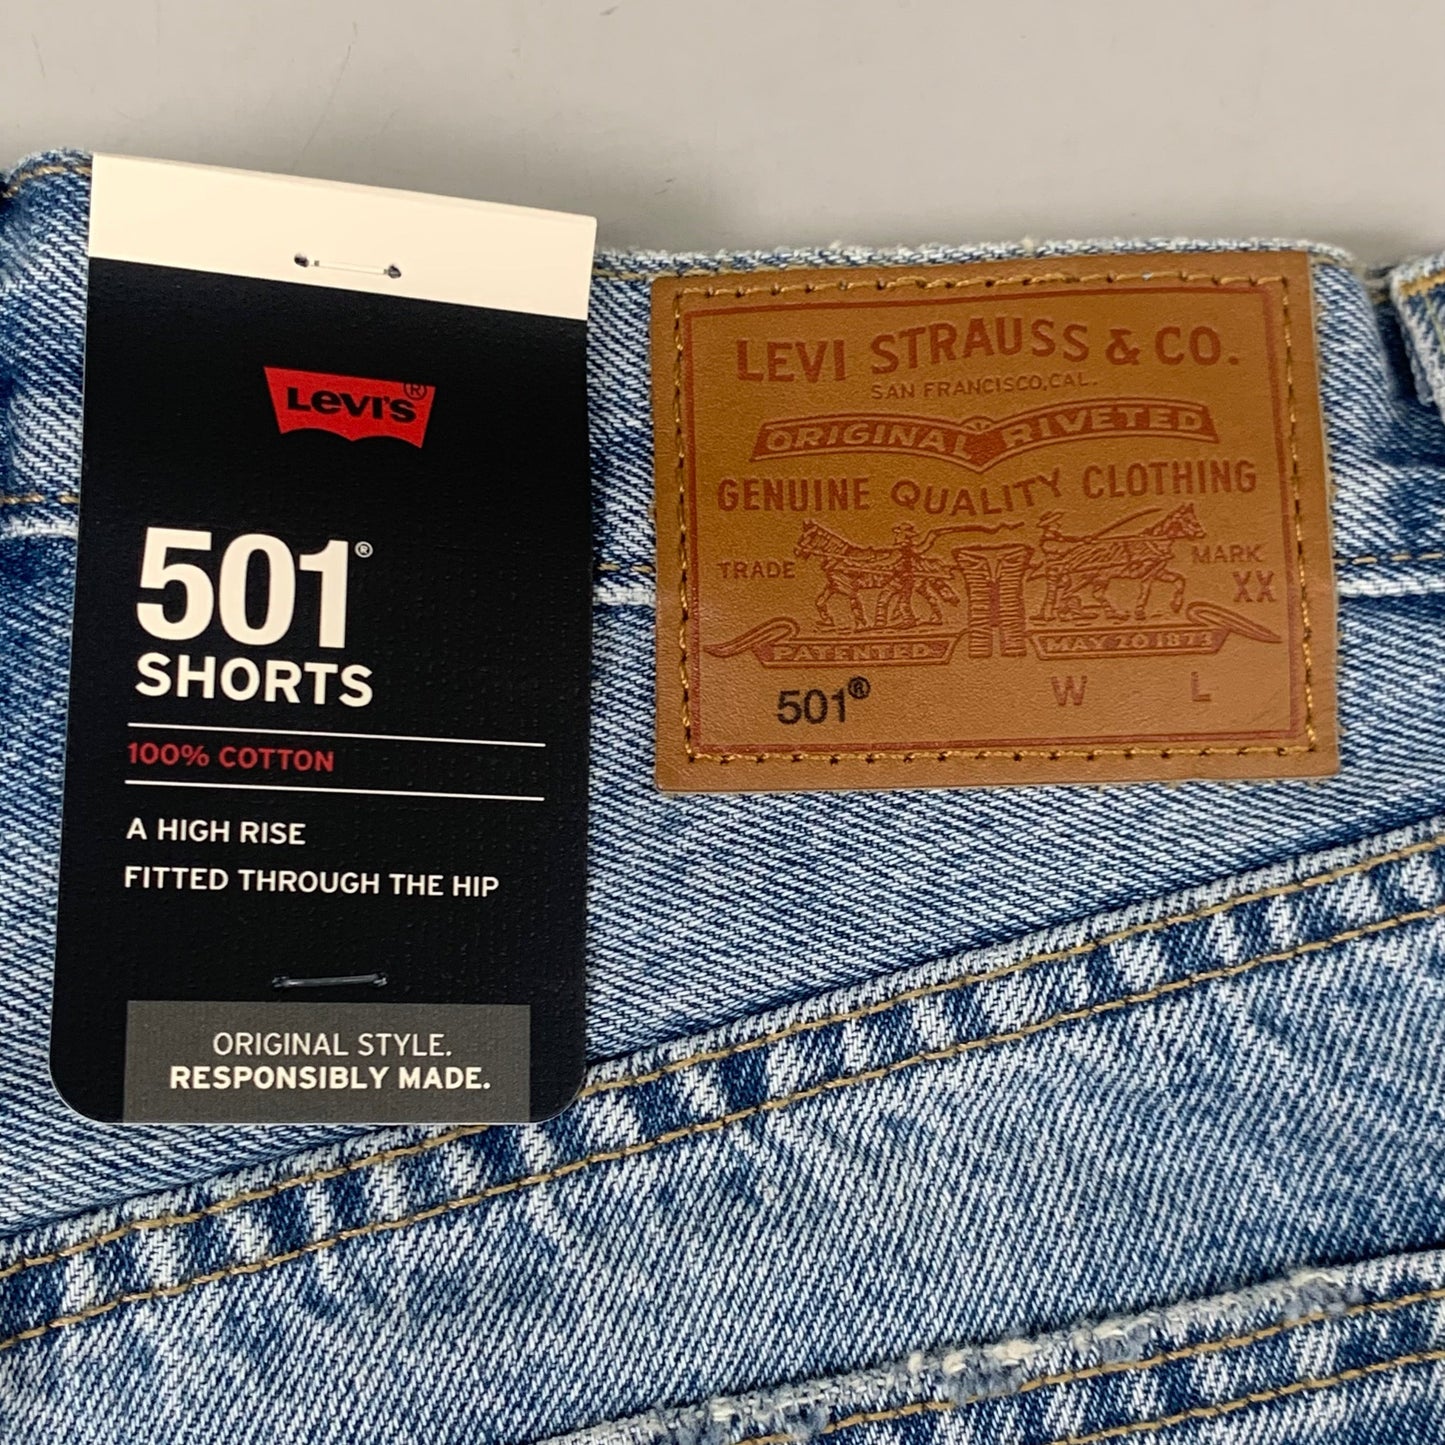 Levi's®
501®
SHORTS
100% COTTON
A HIGH RISE
FITTED THROUGH THE HIP
ORIGINAL STYLE.
RESPONSIBLY MADE.
LEVI STRAUSS & CO.
SAN FRANCISCO, CAL.
ORIGINAL RIVETED
GENUINE QUALITY CLOTHING
TRADE MARK
XX
PATENTED MAY 20 1873
501® W L